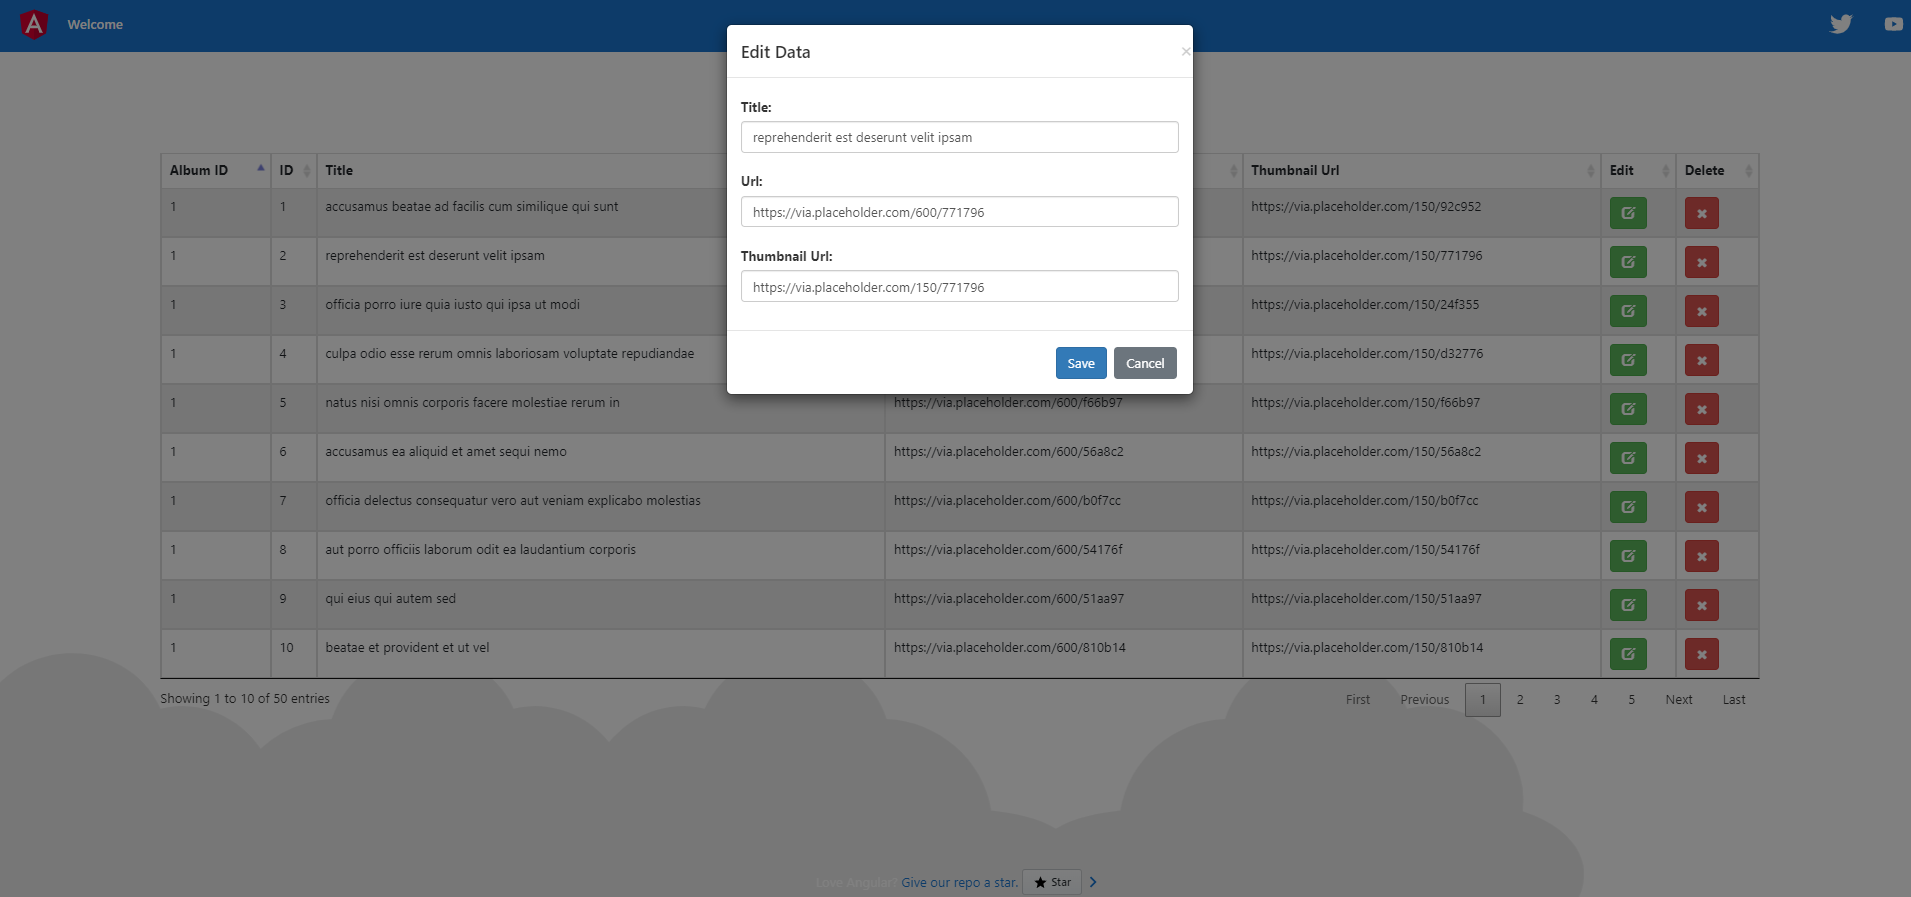 Welcome
Edit Data ×
Title:
reprehenderit est deserunt velit ipsam
Url:
https://via.placeholder.com/600/771796
Thumbnail Url:
https://via.placeholder.com/150/771796
Save Cancel
Album ID ID Title Thumbnail Url Edit Delete
1 1 accusamus beatae ad facilis cum similique qui sunt https://via.placeholder.com/150/92c952
1 2 reprehenderit est deserunt velit ipsam https://via.placeholder.com/150/771796
1 3 officia porro iure quia iusto qui ipsa ut modi https://via.placeholder.com/150/24f355
1 4 culpa odio esse rerum omnis laboriosam voluptate repudiandae https://via.placeholder.com/150/d32776
1 5 natus nisi omnis corporis facere molestiae rerum in https://via.placeholder.com/600/f66b97 https://via.placeholder.com/150/f66b97
1 6 accusamus ea aliquid et amet sequi nemo https://via.placeholder.com/600/56a8c2 https://via.placeholder.com/150/56a8c2
1 7 officia delectus consequatur vero aut veniam explicabo molestias https://via.placeholder.com/600/b0f7cc https://via.placeholder.com/150/b0f7cc
1 8 aut porro officiis laborum odit ea laudantium corporis https://via.placeholder.com/600/54176f https://via.placeholder.com/150/54176f
1 9 qui eius qui autem sed https://via.placeholder.com/600/51aa97 https://via.placeholder.com/150/51aa97
1 10 beatae et provident et ut vel https://via.placeholder.com/600/810b14 https://via.placeholder.com/150/810b14
Showing 1 to 10 of 50 entries First Previous 1 2 3 4 5 Next Last
Love Angular? Give our repo a star. Star